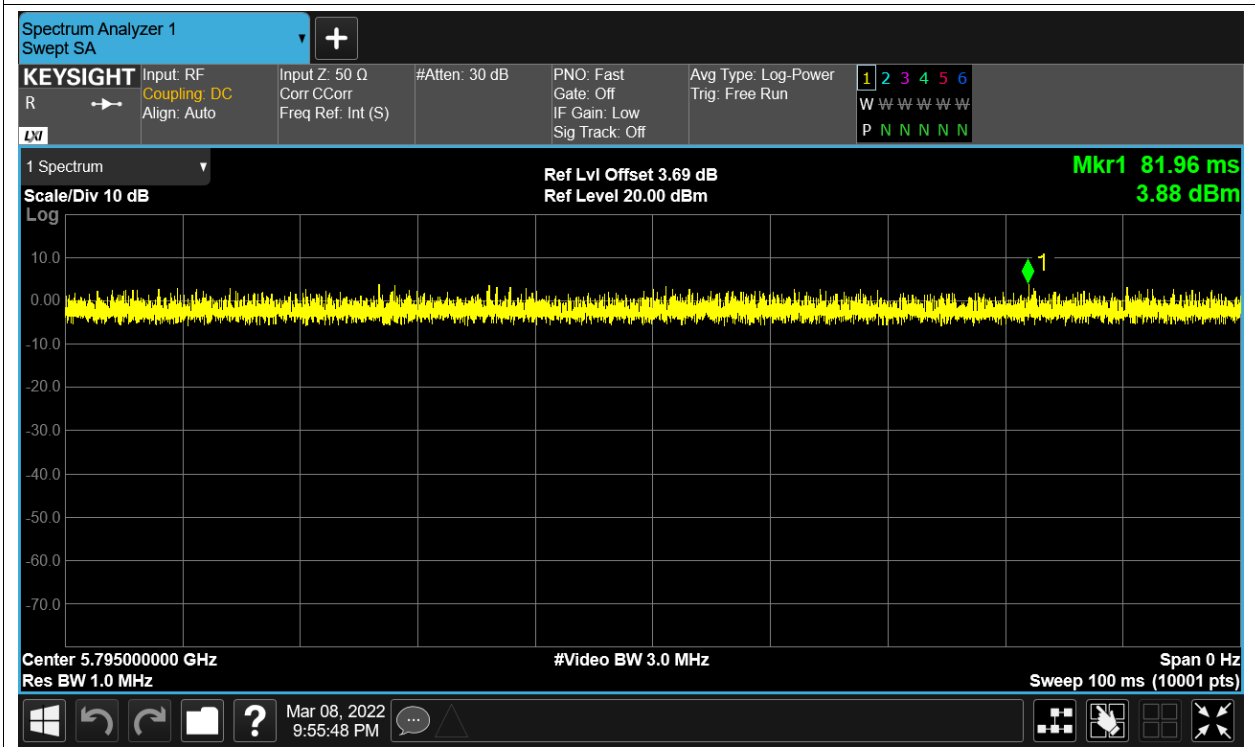 Spectrum Analyzer 1
Swept SA
KEYSIGHT
R
LXI
Input: RF
Coupling: DC
Align: Auto
Input Z: 50 Ω
Corr CCorr
Freq Ref: Int (S)
#Atten: 30 dB
PNO: Fast
Gate: Off
IF Gain: Low
Sig Track: Off
Avg Type: Log-Power
Trig: Free Run
1 2 3 4 5 6
W W W W W W
P N N N N N
1 Spectrum
Scale/Div 10 dB
Ref Lvl Offset 3.69 dB
Ref Level 20.00 dBm
Mkr1 81.96 ms
3.88 dBm
Log
10.0
0.00
-10.0
-20.0
-30.0
-40.0
-50.0
-60.0
-70.0
1
Center 5.795000000 GHz
Res BW 1.0 MHz
#Video BW 3.0 MHz
Span 0 Hz
Sweep 100 ms (10001 pts)
?
Mar 08, 2022
9:55:48 PM